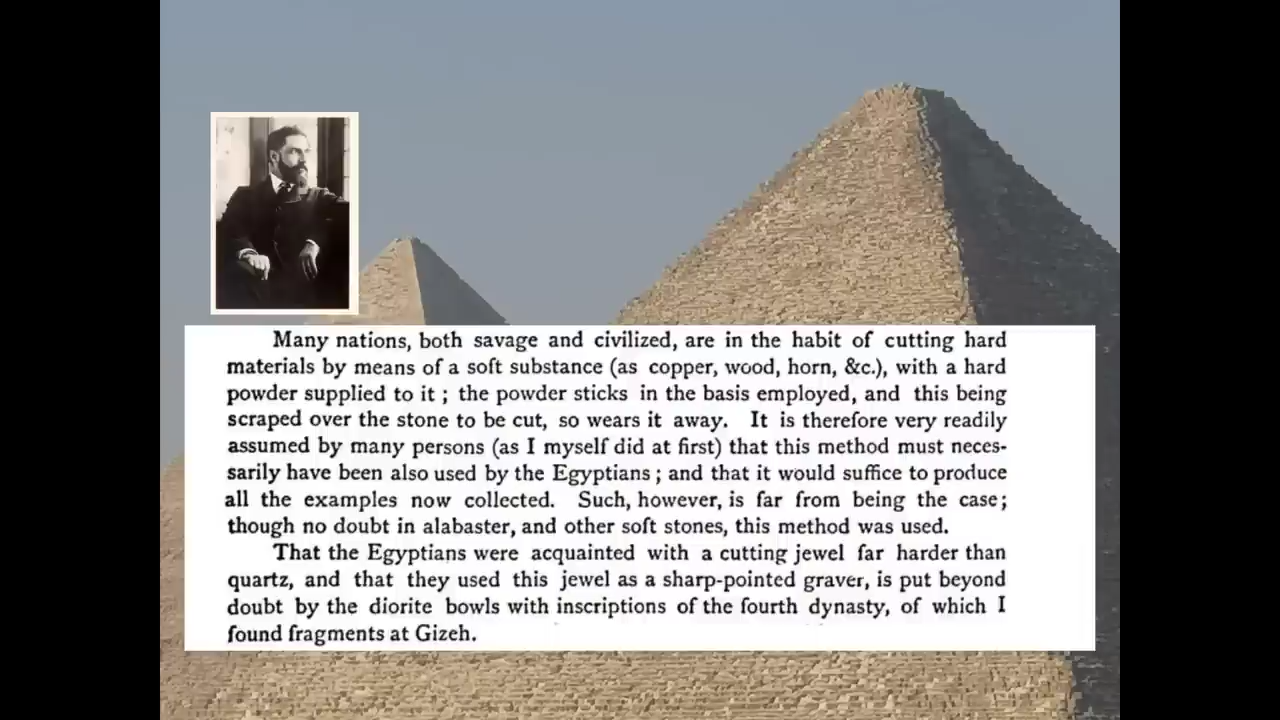 Many nations, both savage and civilized, are in the habit of cutting hard
materials by means of a soft substance (as copper, wood, horn, &c.), with a hard
powder supplied to it ; the powder sticks in the basis employed, and this being
scraped over the stone to be cut, so wears it away. It is therefore very readily
assumed by many persons (as I myself did at first) that this method must neces-
sarily have been also used by the Egyptians ; and that it would suffice to produce
all the examples now collected. Such, however, is far from being the case ;
though no doubt in alabaster, and other soft stones, this method was used.
That the Egyptians were acquainted with a cutting jewel far harder than
quartz, and that they used this jewel as a sharp-pointed graver, is put beyond
doubt by the diorite bowls with inscriptions of the fourth dynasty, of which I
found fragments at Gizeh.